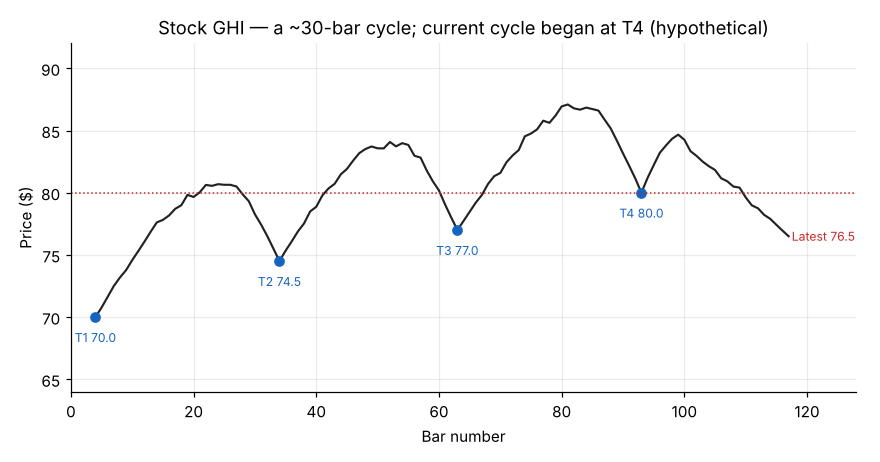 Stock GHI — a ~30-bar cycle; current cycle began at T4 (hypothetical)
Price ($)
90
85
80
75
70
65
T1 70.0
T2 74.5
T3 77.0
T4 80.0
Latest 76.5
0 20 40 60 80 100 120
Bar number